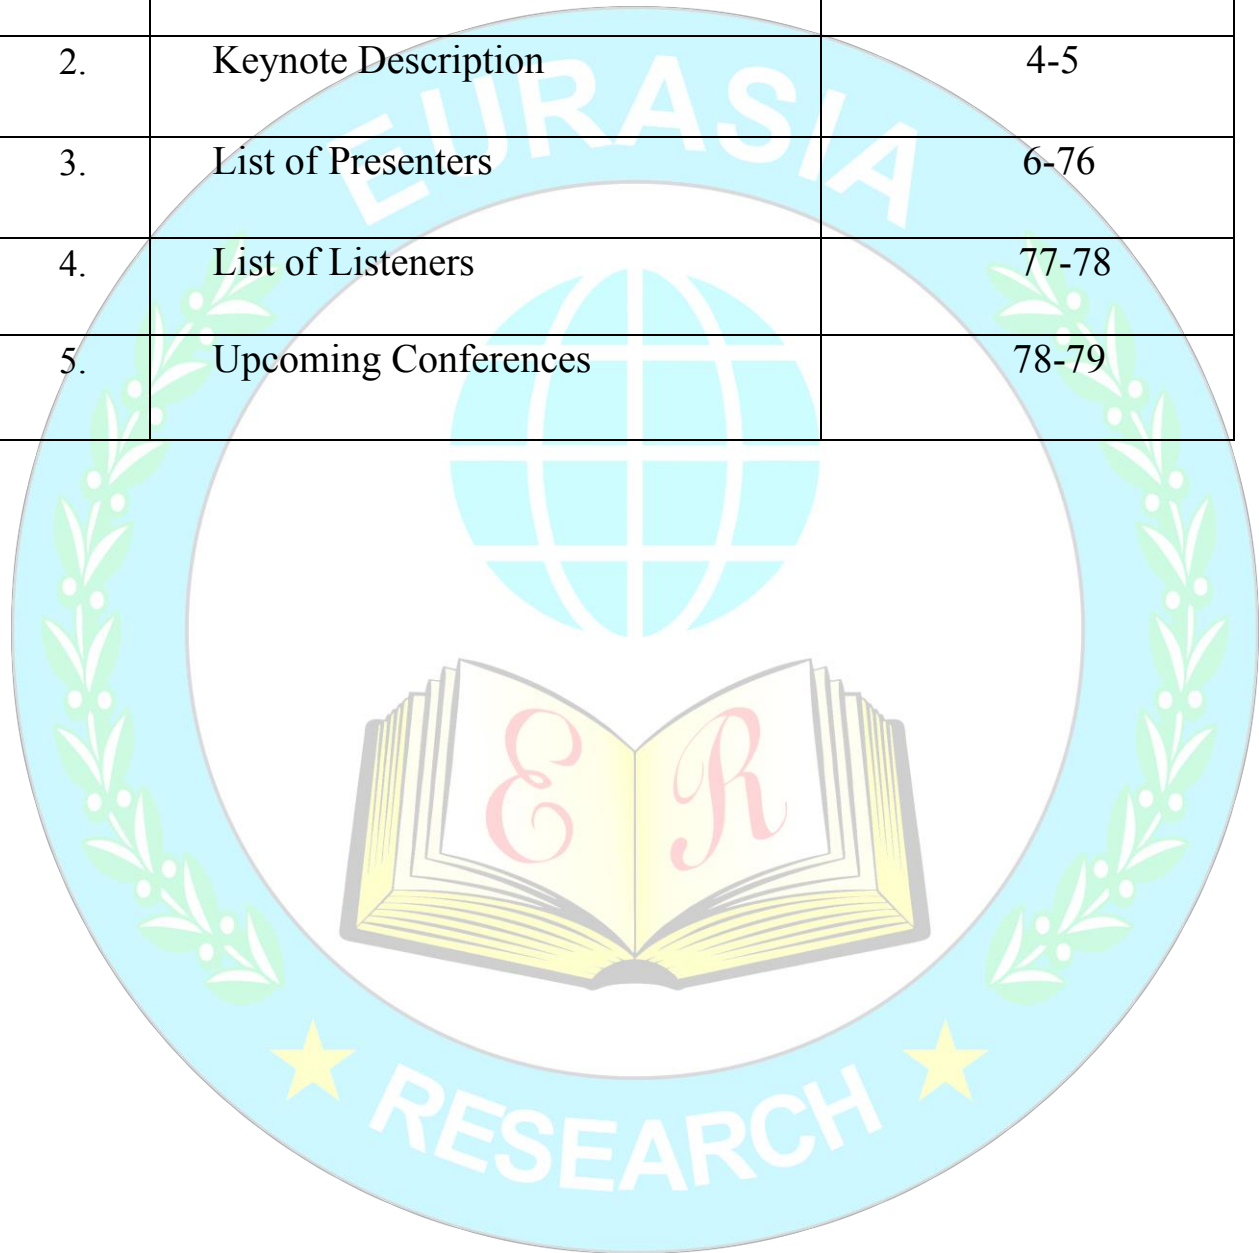 2. Keynote Description 4-5
3. List of Presenters 6-76
4. List of Listeners 77-78
5. Upcoming Conferences 78-79
EURASIA
E R
RESEARCH